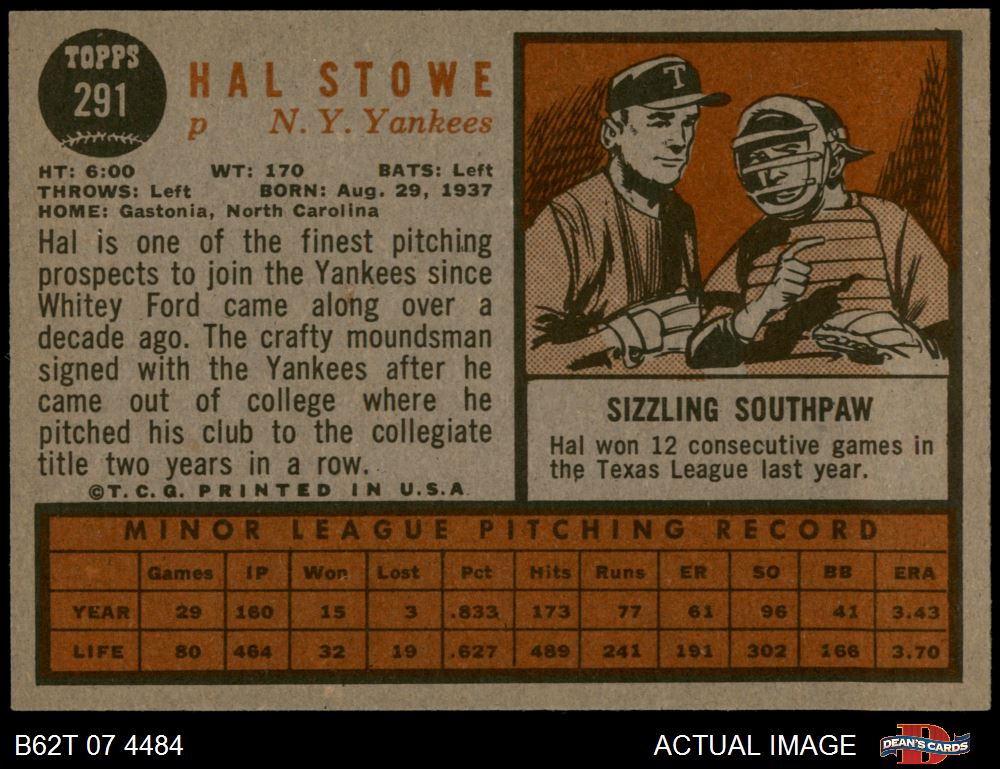 TOPPS
291
HAL STOWE
p N. Y. Yankees
HT: 6:00 WT: 170 BATS: Left
THROWS: Left BORN: Aug. 29, 1937
HOME: Gastonia, North Carolina
Hal is one of the finest pitching
prospects to join the Yankees since
Whitey Ford came along over a
decade ago. The crafty moundsman
signed with the Yankees after he
came out of college where he
pitched his club to the collegiate
title two years in a row.
©T.C.G. PRINTED IN U.S.A.
T
SIZZLING SOUTHPAW
Hal won 12 consecutive games in
the Texas League last year.
MINOR LEAGUE PITCHING RECORD
Games IP Won Lost Pct Hits Runs ER SO BB ERA
YEAR 29 160 15 3 .833 173 77 61 96 41 3.43
LIFE 80 464 32 19 .627 489 241 191 302 166 3.70
B62T 07 4484 ACTUAL IMAGE DEAN'S CARDS